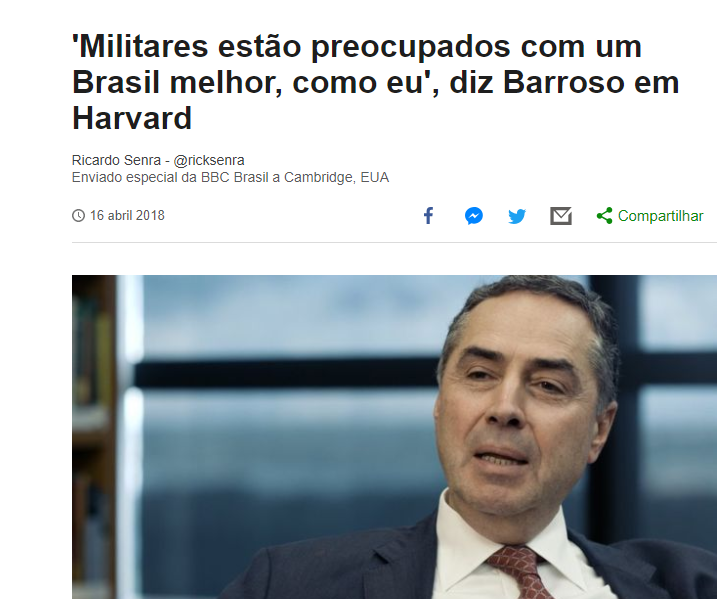 'Militares estão preocupados com um
Brasil melhor, como eu', diz Barroso em
Harvard
Ricardo Senra - @ricksenra
Enviado especial da BBC Brasil a Cambridge, EUA
16 abril 2018
Compartilhar